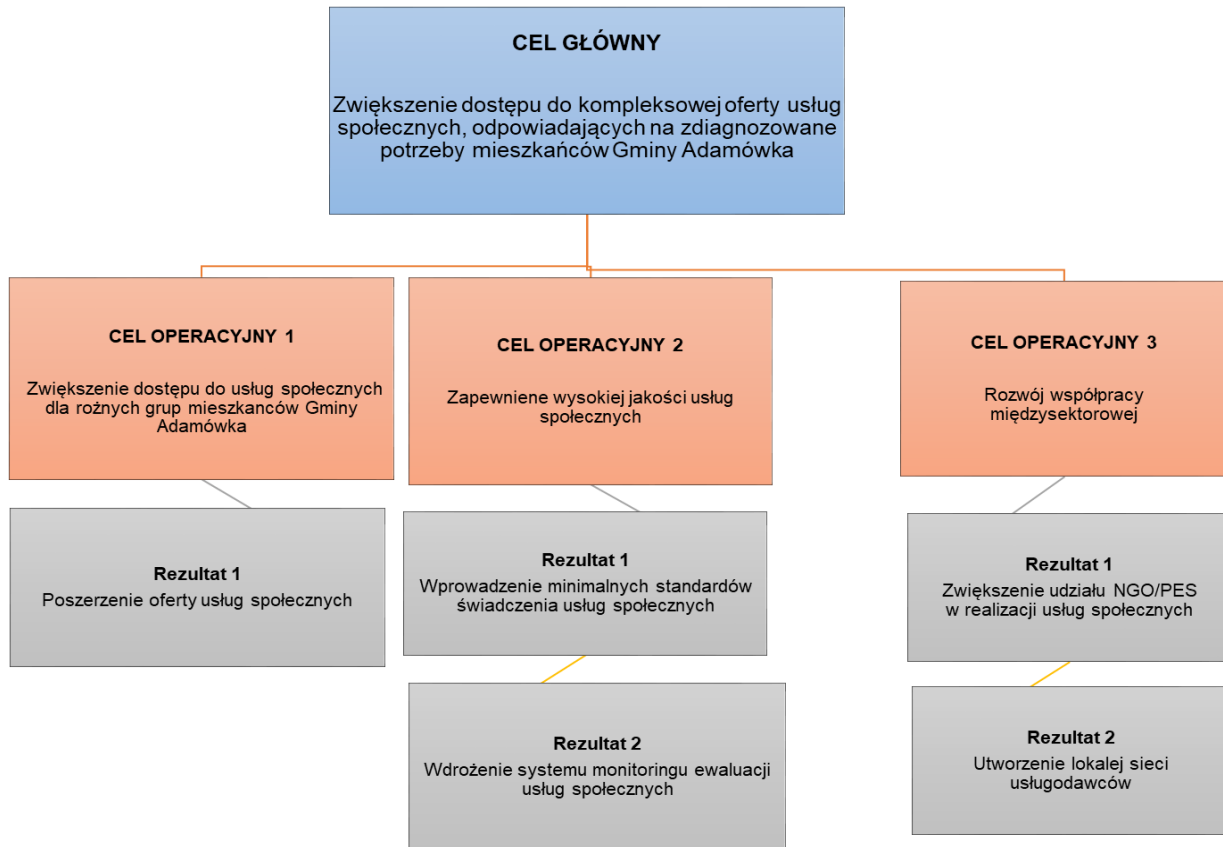 CEL GŁÓWNY
Zwiększenie dostępu do kompleksowej oferty usług
społecznych, odpowiadających na zdiagnozowane
potrzeby mieszkańców Gminy Adamówka
CEL OPERACYJNY 1
Zwiększenie dostępu do usług społecznych
dla rożnych grup mieszkanców Gminy
Adamówka
CEL OPERACYJNY 2
Zapewniene wysokiej jakości usług
społecznych
CEL OPERACYJNY 3
Rozwój współpracy
międzysektorowej
Rezultat 1
Poszerzenie oferty usług społecznych
Rezultat 1
Wprowadzenie minimalnych standardów
świadczenia usług społecznych
Rezultat 1
Zwiększenie udziału NGO/PES
w realizacji usług społecznych
Rezultat 2
Wdrożenie systemu monitoringu ewaluacji
usług społecznych
Rezultat 2
Utworzenie lokalej sieci
usługodawców